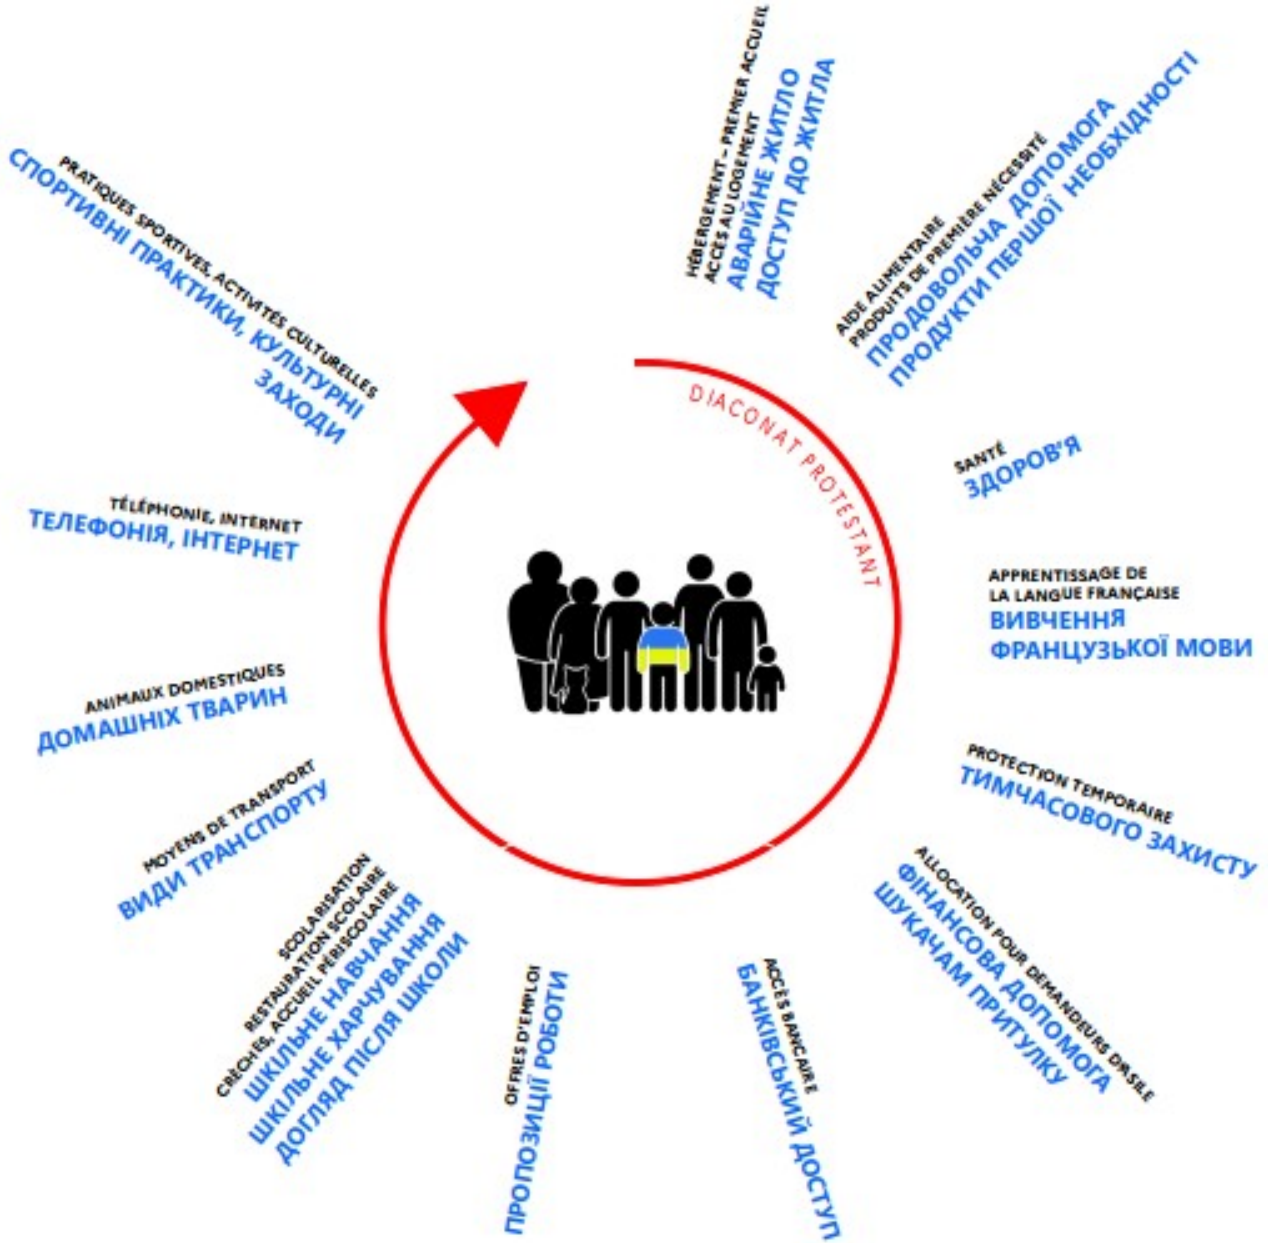 HÉBERGEMENT – PREMIER ACCUEIL
ACCÈS AU LOGEMENT
АВАРІЙНЕ ЖИТЛО
ДОСТУП ДО ЖИТЛА
AIDE ALIMENTAIRE
PRODUITS DE PREMIÈRE NÉCESSITÉ
ПРОДОВОЛЬЧА ДОПОМОГА
ПРОДУКТИ ПЕРШОЇ НЕОБХІДНОСТІ
SANTÉ
ЗДОРОВ'Я
APPRENTISSAGE DE
LA LANGUE FRANÇAISE
ВИВЧЕННЯ
ФРАНЦУЗЬКОЇ МОВИ
PROTECTION TEMPORAIRE
ТИМЧАСОВОГО ЗАХИСТУ
ALLOCATION POUR DEMANDEURS D'ASILE
ФІНАНСОВА ДОПОМОГА
ШУКАЧАМ ПРИТУЛКУ
ACCÈS BANCAIRE
БАНКІВСЬКИЙ ДОСТУП
OFFRES D'EMPLOI
ПРОПОЗИЦІЇ РОБОТИ
SCOLARISATION
RESTAURATION SCOLAIRE
CRÈCHES, ACCUEIL PÉRISCOLAIRE
ШКІЛЬНЕ НАВЧАННЯ
ШКІЛЬНЕ ХАРЧУВАННЯ
ДОГЛЯД ПІСЛЯ ШКОЛИ
MOYENS DE TRANSPORT
ВИДИ ТРАНСПОРТУ
ANIMAUX DOMESTIQUES
ДОМАШНІХ ТВАРИН
TÉLÉPHONIE, INTERNET
ТЕЛЕФОНІЯ, ІНТЕРНЕТ
PRATIQUES SPORTIVES, ACTIVITÉS CULTURELLES
СПОРТИВНІ ПРАКТИКИ, КУЛЬТУРНІ
ЗАХОДИ
DIACONAT PROTESTANT